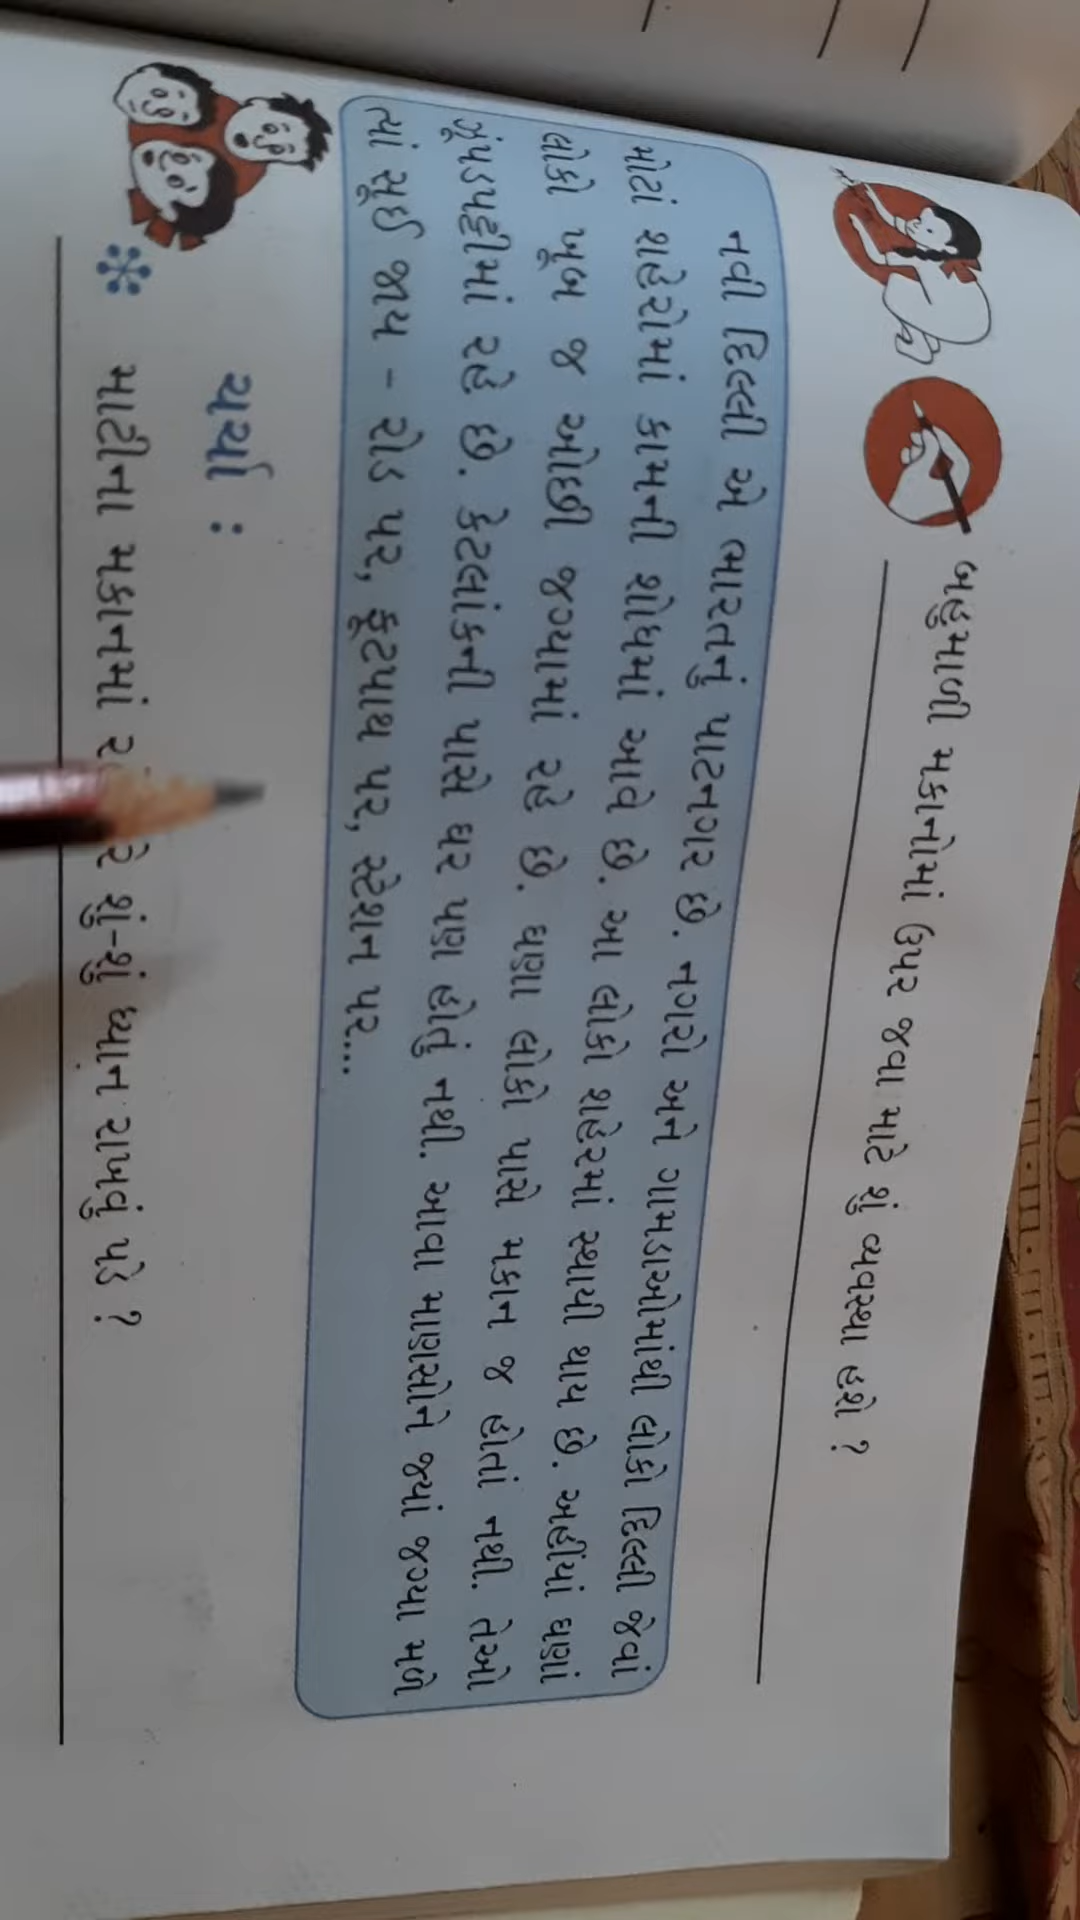 બહુમાળી મકાનોમાં ઉપર જવા માટે શું વ્યવસ્થા હશે ?
નવી દિલ્લી એ ભારતનું પાટનગર છે. નગરો અને ગામડાઓમાંથી લોકો દિલ્લી જેવાં
મોટાં શહેરોમાં કામની શોધમાં આવે છે. આ લોકો શહેરમાં સ્થાયી થાય છે. અહીંયાં ઘણાં
લોકો ખૂબ જ ઓછી જગ્યામાં રહે છે. ઘણા લોકો પાસે મકાન જ હોતાં નથી. તેઓ
ઝૂંપડપટ્ટીમાં રહે છે. કેટલાંકની પાસે ઘર પણ હોતું નથી. આવા માણસોને જ્યાં જગ્યા મળે
ત્યાં સૂઈ જાય - રોડ પર, ફૂટપાથ પર, સ્ટેશન પર....
ચર્ચા :
માટીના મકાનમાં શું-શું ધ્યાન રાખવું પડે ?